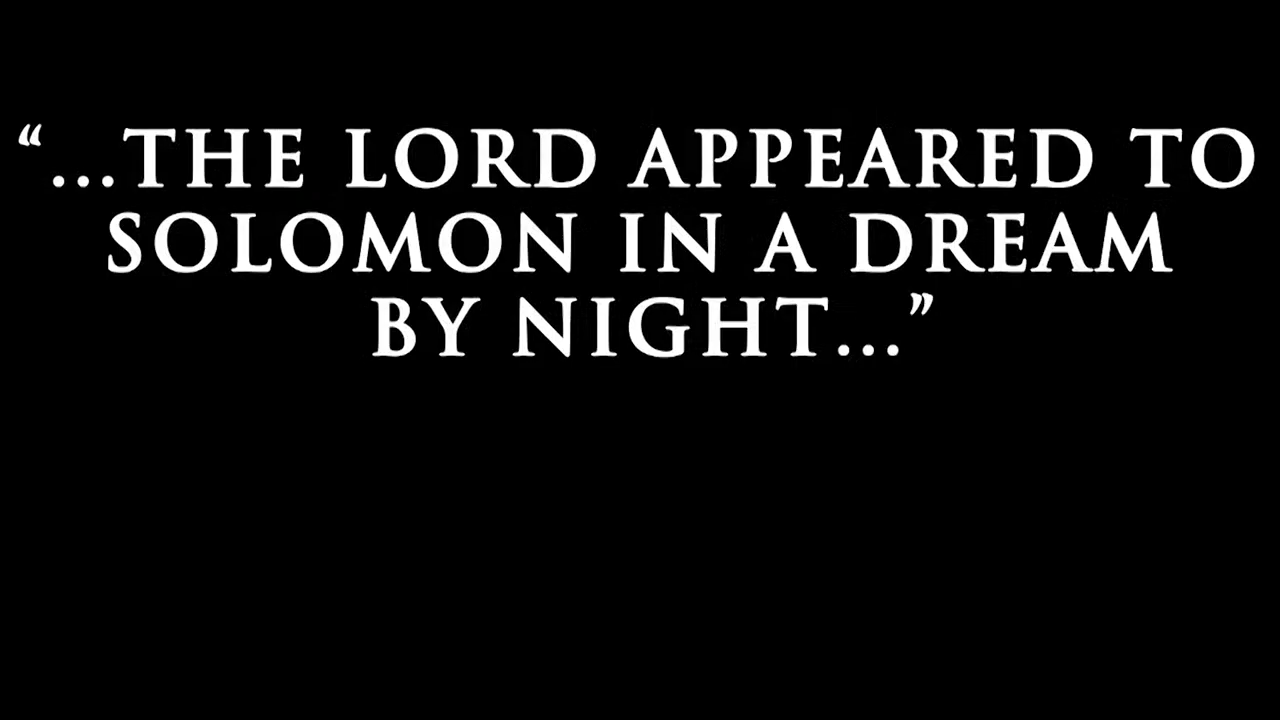 “...THE LORD APPEARED TO
SOLOMON IN A DREAM
BY NIGHT...”